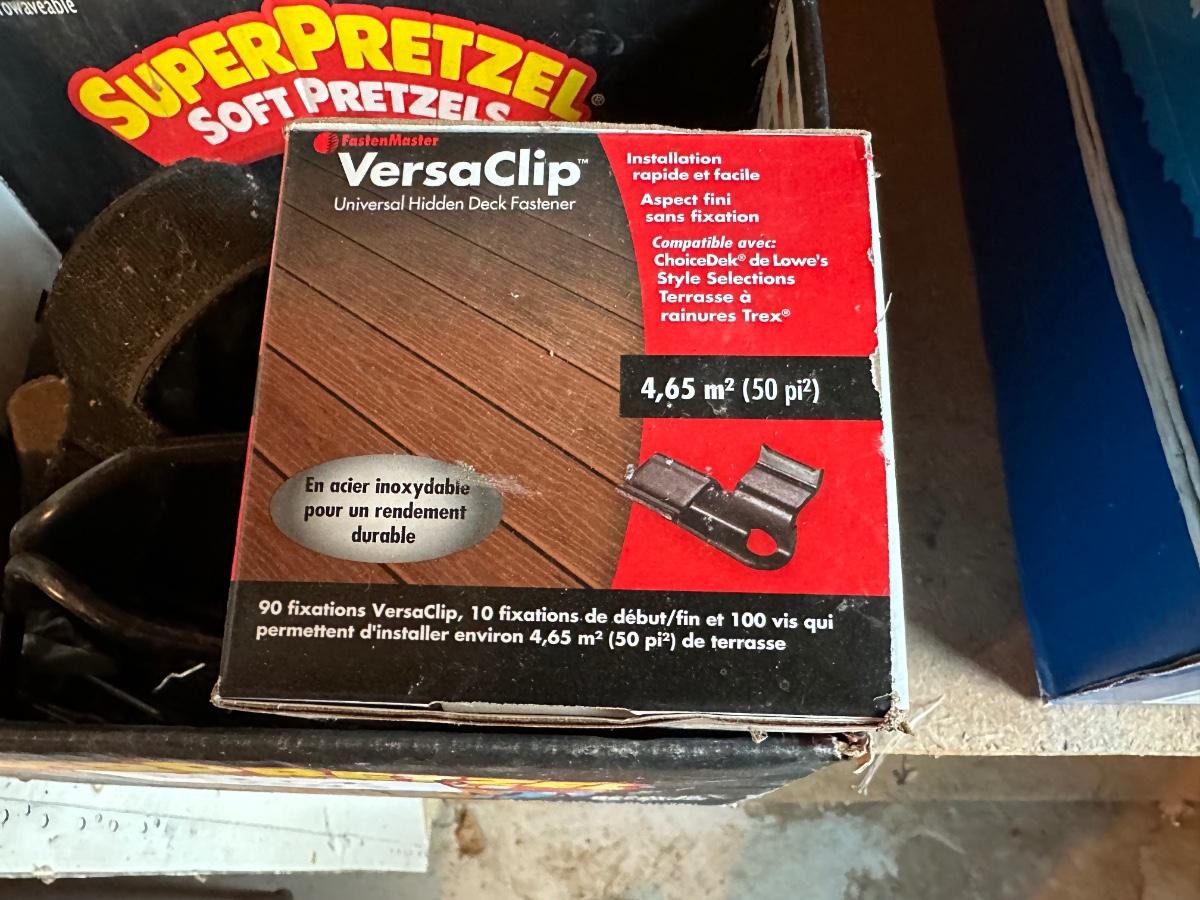 SUPERPRETZEL®
SOFT PRETZELS
FastenMaster
VersaClip™
Universal Hidden Deck Fastener
Installation
rapide et facile
Aspect fini
sans fixation
Compatible avec:
ChoiceDek® de Lowe's
Style Selections
Terrasse à
rainures Trex®
4,65 m² (50 pi²)
En acier inoxydable
pour un rendement
durable
90 fixations VersaClip, 10 fixations de début/fin et 100 vis qui
permettent d'installer environ 4,65 m² (50 pi²) de terrasse